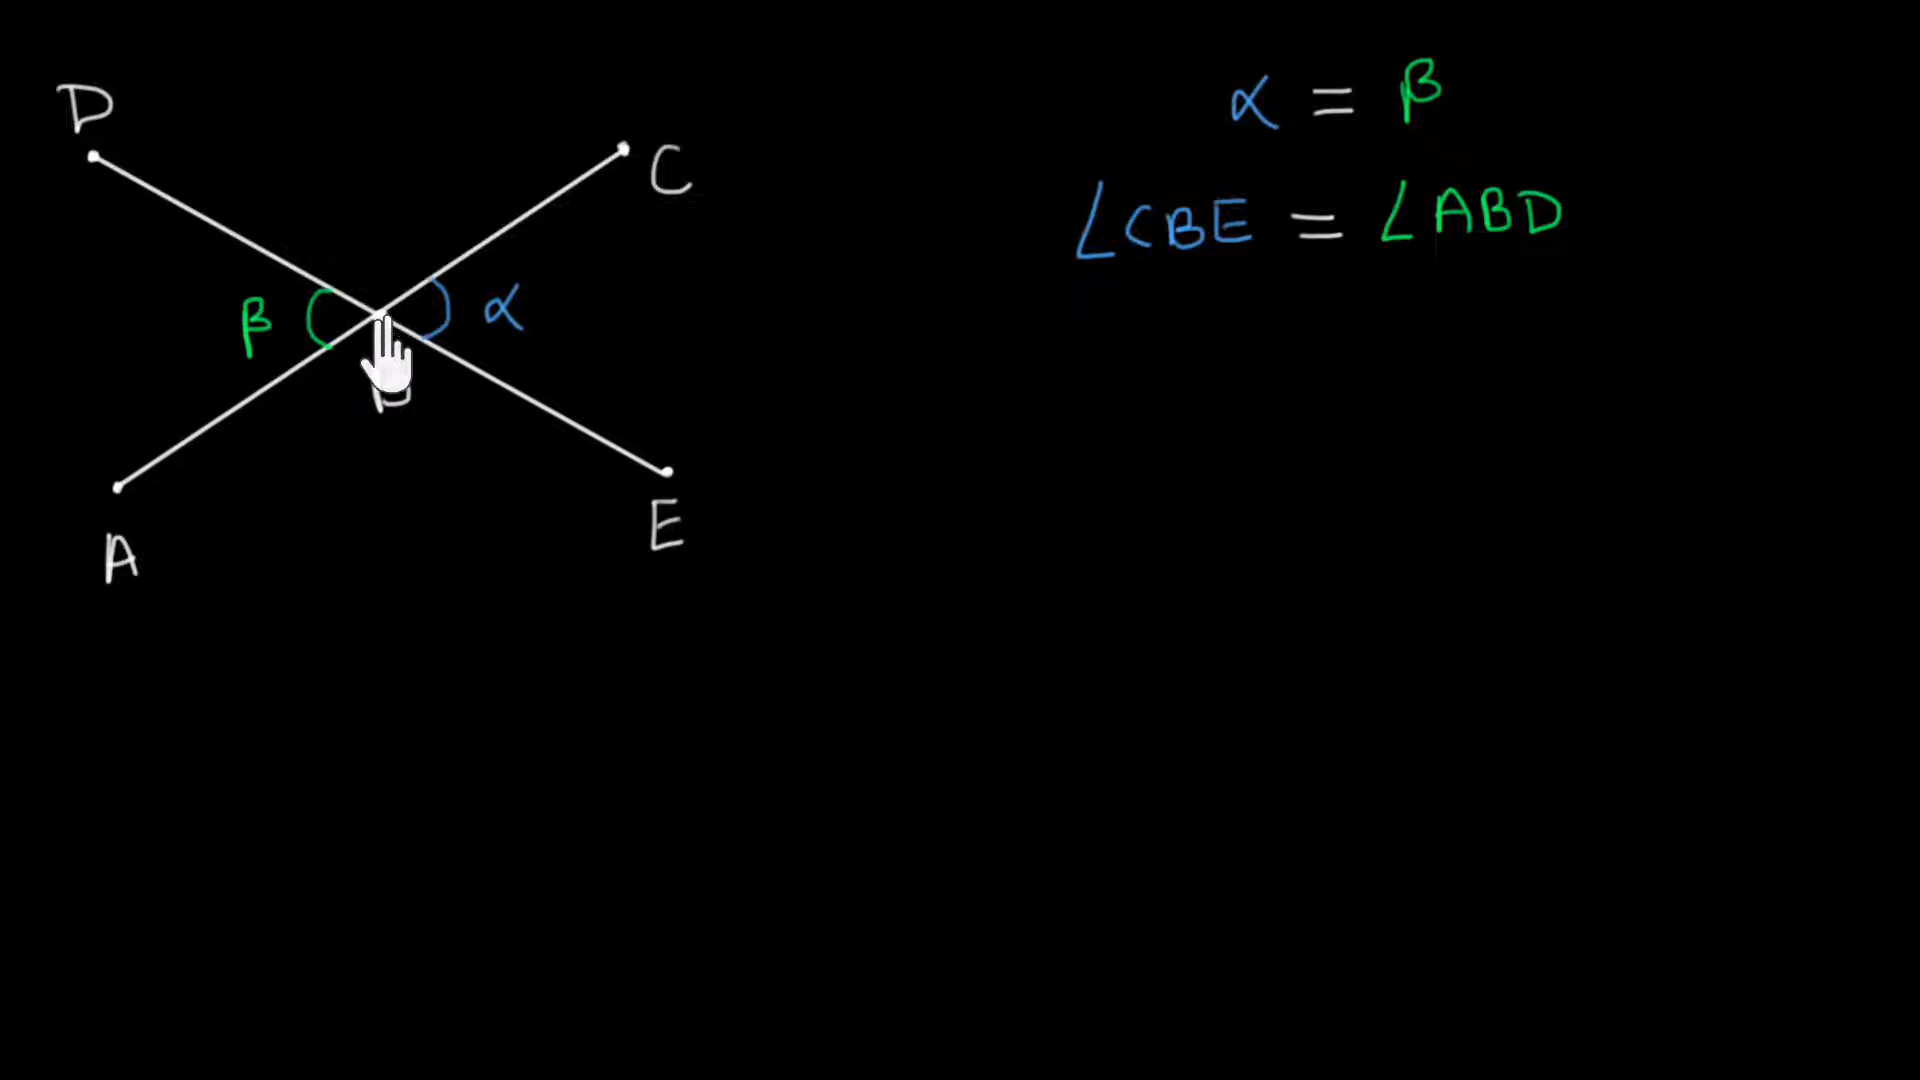 D
C
β
α
A
E
α = β
∠CBE = ∠ABD